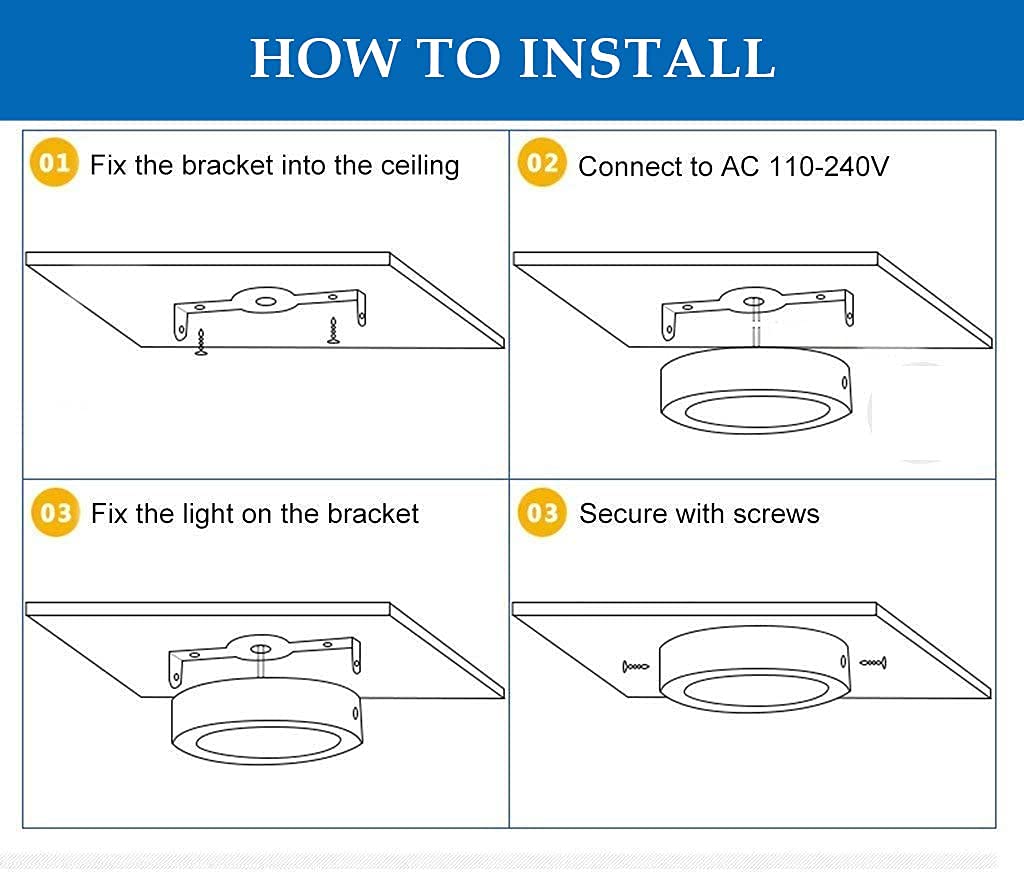 HOW TO INSTALL
01 Fix the bracket into the ceiling
02 Connect to AC 110-240V
03 Fix the light on the bracket
03 Secure with screws